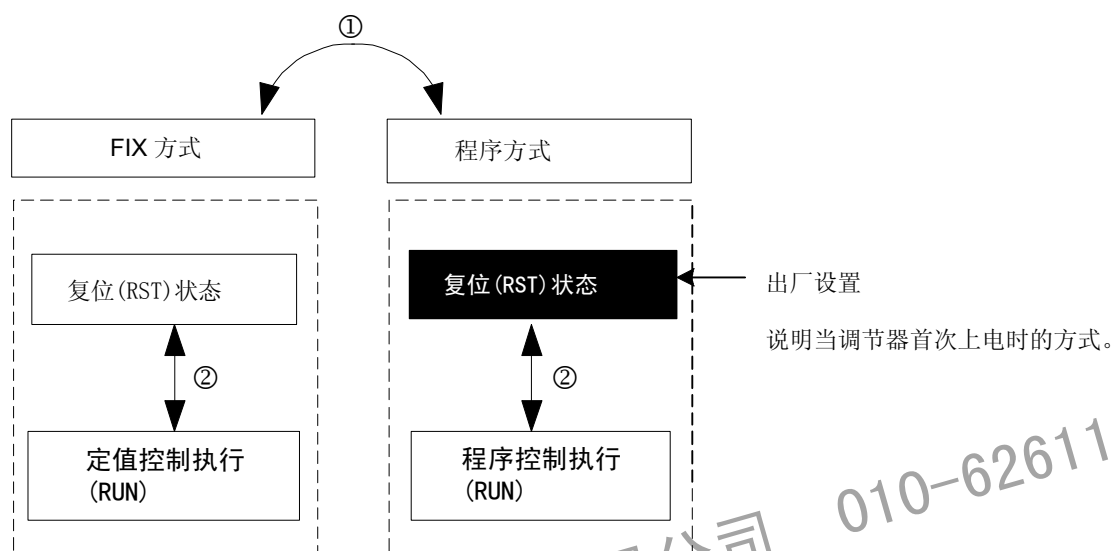 ①
FIX 方式
程序方式
复位(RST)状态
复位(RST)状态
出厂设置
说明当调节器首次上电时的方式。
②
②
定值控制执行
(RUN)
程序控制执行
(RUN)
公司 010-62611